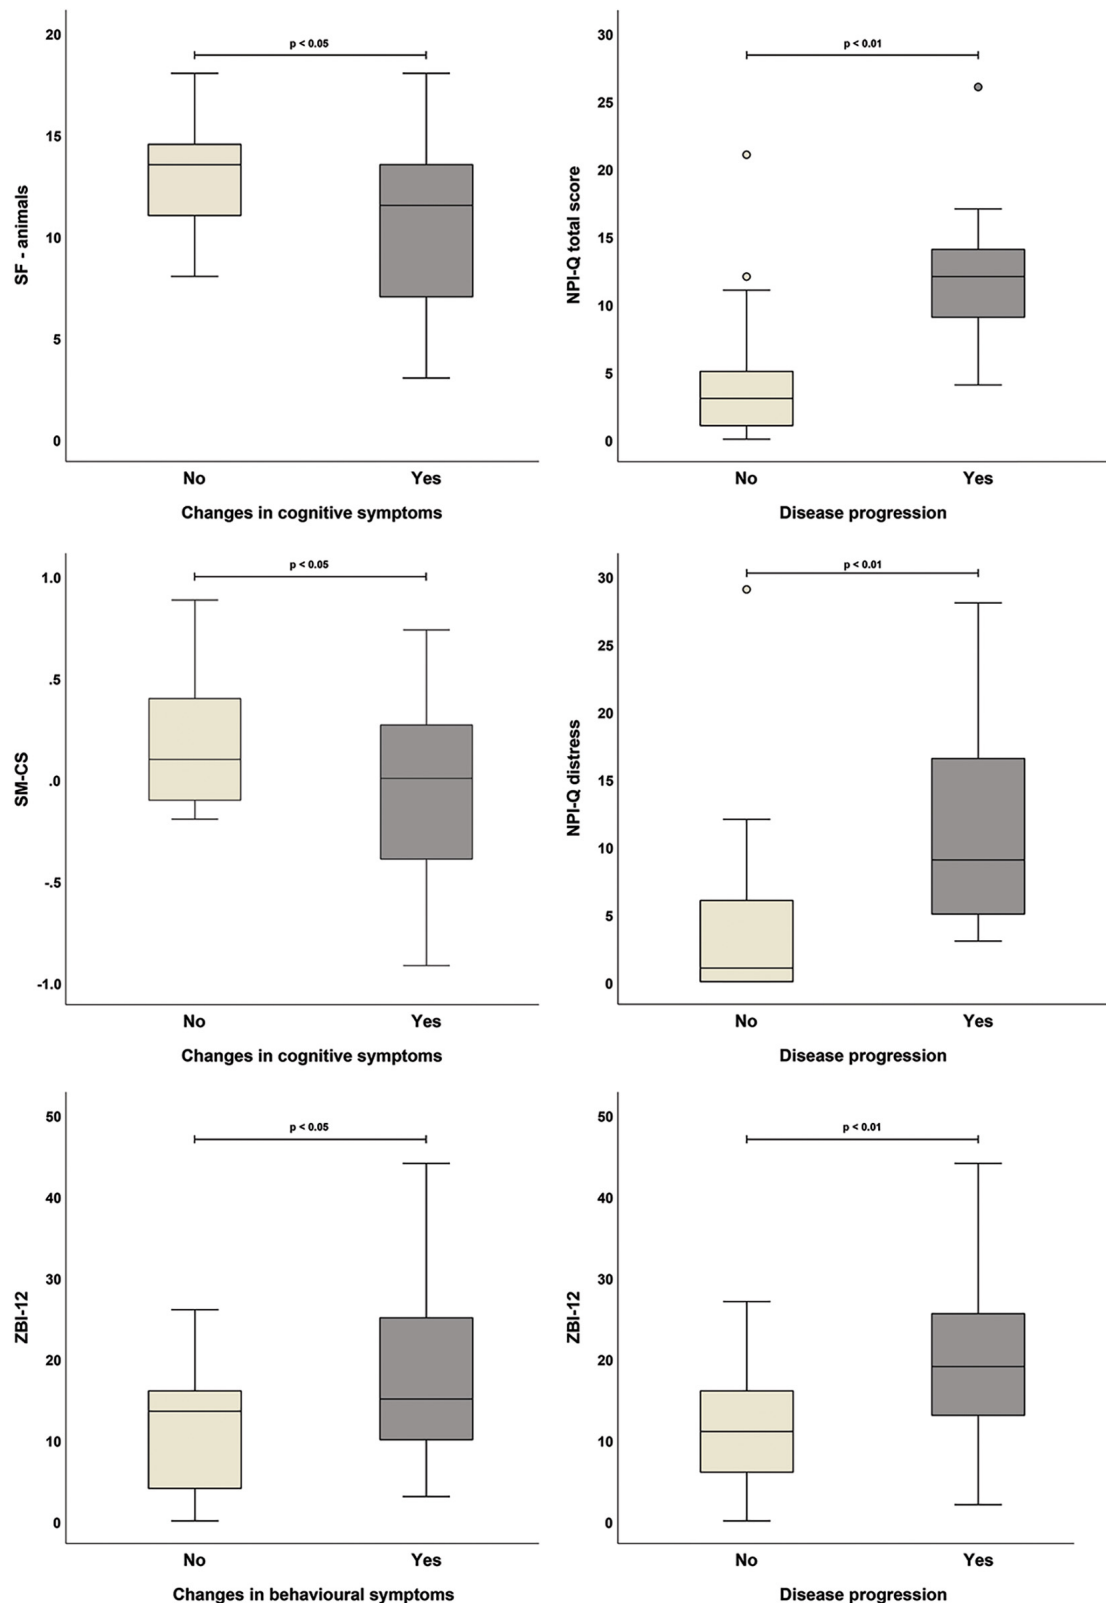 SF - animals
20
15
10
5
0
p < 0.05
No Yes
Changes in cognitive symptoms
NPI-Q total score
30
25
20
15
10
5
0
p < 0.01
No Yes
Disease progression
SM-CS
1.0
.5
.0
-.5
-1.0
p < 0.05
No Yes
Changes in cognitive symptoms
NPI-Q distress
30
25
20
15
10
5
0
p < 0.01
No Yes
Disease progression
ZBI-12
50
40
30
20
10
0
p < 0.05
No Yes
Changes in behavioural symptoms
ZBI-12
50
40
30
20
10
0
p < 0.01
No Yes
Disease progression